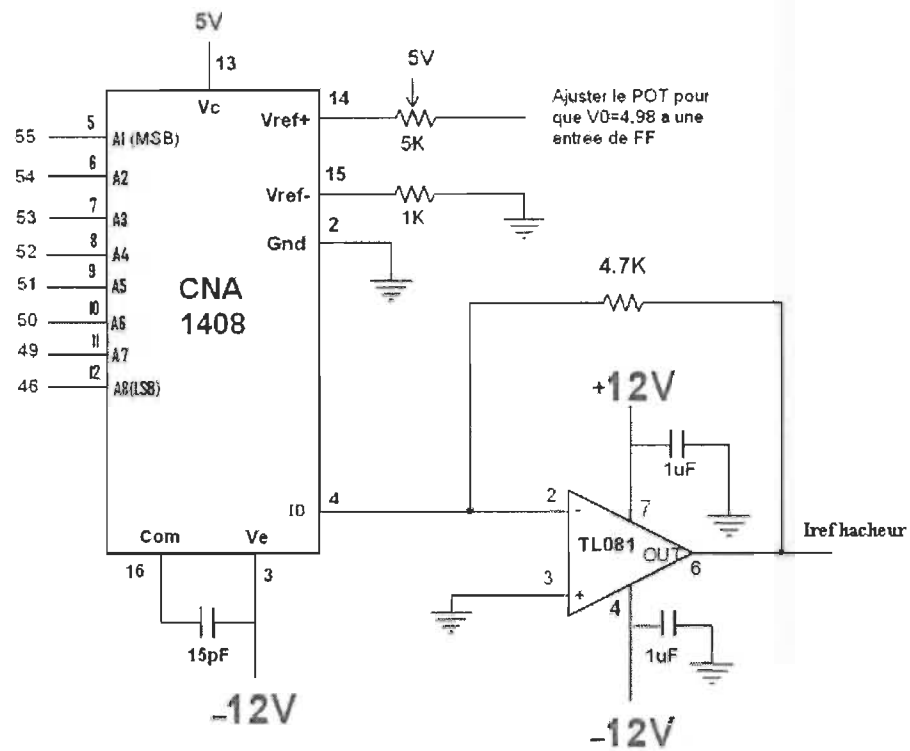 5V
13
Vc
14
Vref+
5V
5K
Ajuster le POT pour
que V0=4.98 a une
entree de FF
55
5
A1 (MSB)
54
6
A2
53
7
A3
52
8
A4
51
9
A5
50
10
A6
49
11
A7
46
12
A8(LSB)
15
Vref-
1K
2
Gnd
CNA
1408
4.7K
+12V
1uF
IO
4
2
-
7
TL081
OUT
6
Iref hacheur
3
+
4
1uF
-12V
Com
Ve
16
3
15pF
-12V